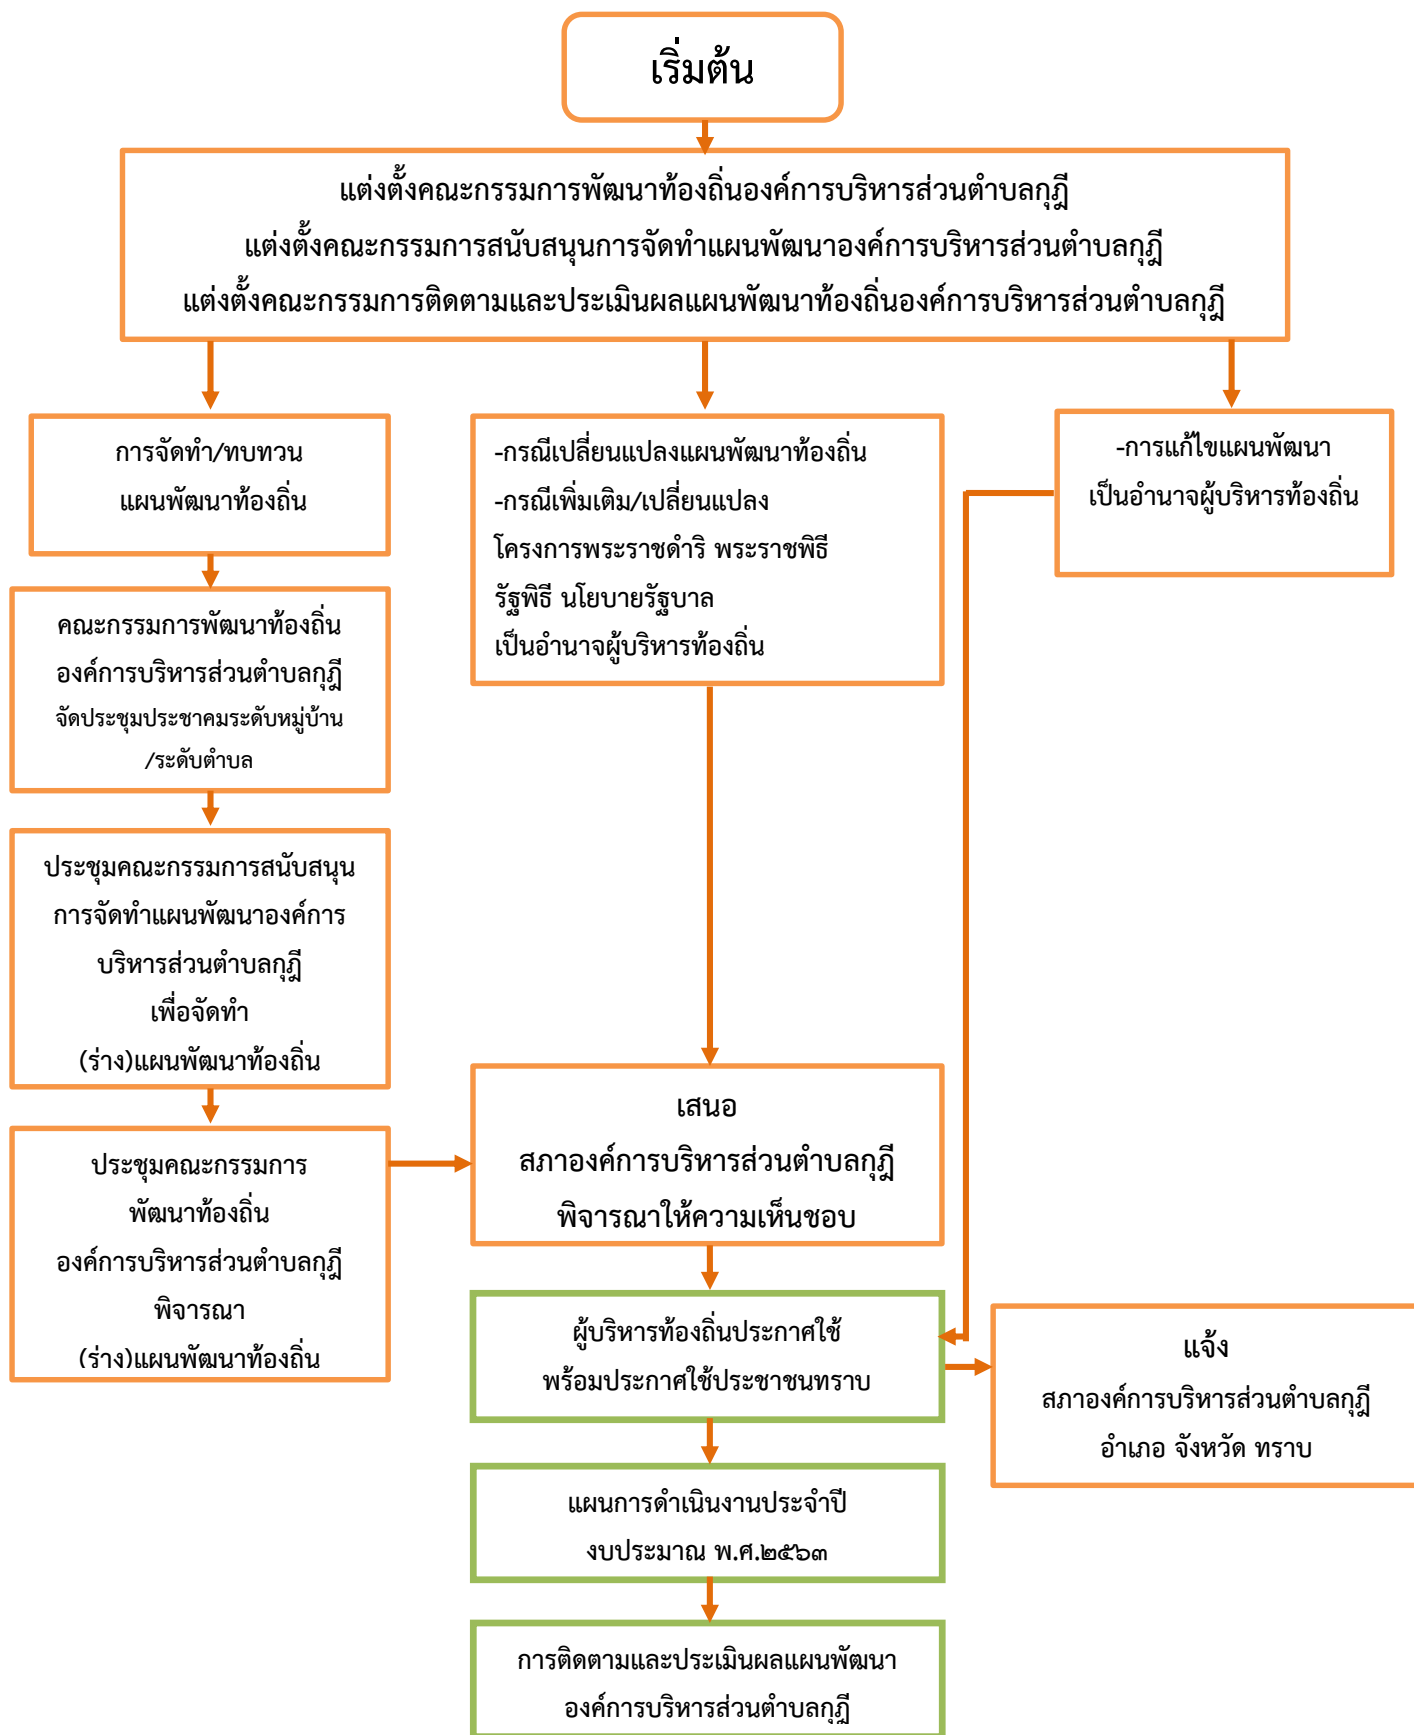 เริ่มต้น
แต่งตั้งคณะกรรมการพัฒนาท้องถิ่นองค์การบริหารส่วนตำบลกุฎี
แต่งตั้งคณะกรรมการสนับสนุนการจัดทำแผนพัฒนาองค์การบริหารส่วนตำบลกุฎี
แต่งตั้งคณะกรรมการติดตามและประเมินผลแผนพัฒนาท้องถิ่นองค์การบริหารส่วนตำบลกุฎี
การจัดทำ/ทบทวน
แผนพัฒนาท้องถิ่น
-กรณีเปลี่ยนแปลงแผนพัฒนาท้องถิ่น
-กรณีเพิ่มเติม/เปลี่ยนแปลง
โครงการพระราชดำริ พระราชพิธี
รัฐพิธี นโยบายรัฐบาล
เป็นอำนาจผู้บริหารท้องถิ่น
-การแก้ไขแผนพัฒนา
เป็นอำนาจผู้บริหารท้องถิ่น
คณะกรรมการพัฒนาท้องถิ่น
องค์การบริหารส่วนตำบลกุฎี
จัดประชุมประชาคมระดับหมู่บ้าน
/ระดับตำบล
ประชุมคณะกรรมการสนับสนุน
การจัดทำแผนพัฒนาองค์การ
บริหารส่วนตำบลกุฎี
เพื่อจัดทำ
(ร่าง)แผนพัฒนาท้องถิ่น
ประชุมคณะกรรมการ
พัฒนาท้องถิ่น
องค์การบริหารส่วนตำบลกุฎี
พิจารณา
(ร่าง)แผนพัฒนาท้องถิ่น
เสนอ
สภาองค์การบริหารส่วนตำบลกุฎี
พิจารณาให้ความเห็นชอบ
ผู้บริหารท้องถิ่นประกาศใช้
พร้อมประกาศใช้ประชาชนทราบ
แจ้ง
สภาองค์การบริหารส่วนตำบลกุฎี
อำเภอ จังหวัด ทราบ
แผนการดำเนินงานประจำปี
งบประมาณ พ.ศ.๒๕๖๓
การติดตามและประเมินผลแผนพัฒนา
องค์การบริหารส่วนตำบลกุฎี